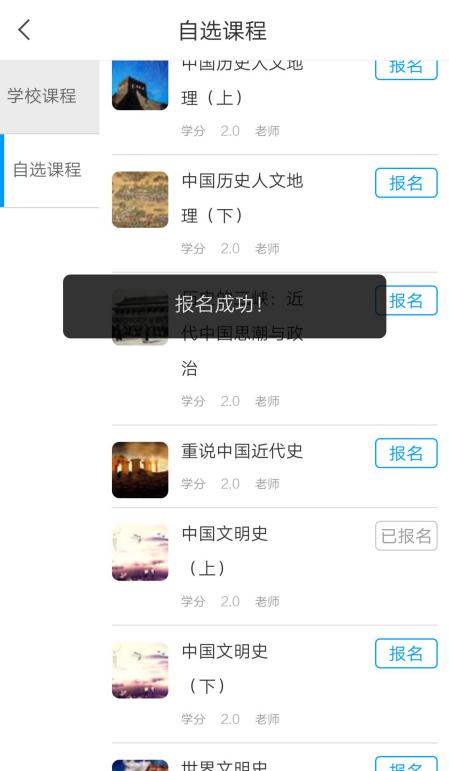 自选课程
学校课程
自选课程
中国历史人文地
理（上）
报名
学分 2.0 老师
中国历史人文地
理（下）
报名
学分 2.0 老师
历史的三峡：近
代中国思潮与政
治
报名
报名成功！
学分 2.0 老师
重说中国近代史
报名
学分 2.0 老师
中国文明史
（上）
已报名
学分 2.0 老师
中国文明史
（下）
报名
学分 2.0 老师
世界文明史
报名